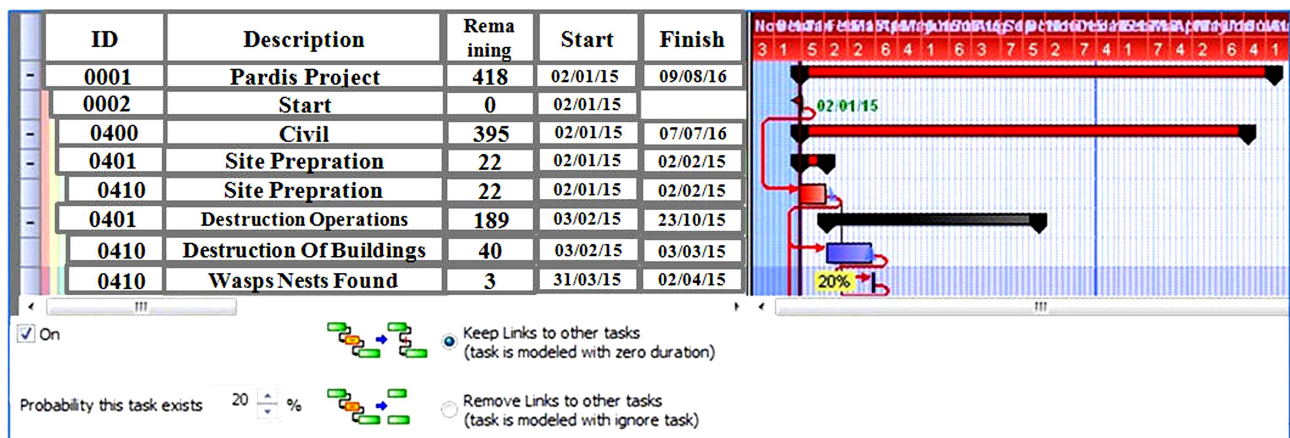 ID Description Rema ining Start Finish
3 1 5 2 2 6 4 1 6 3 7 5 2 7 4 1 7 4 2 6 4 1
0001 Pardis Project 418 02/01/15 09/08/16
0002 Start 0 02/01/15
02/01/15
0400 Civil 395 02/01/15 07/07/16
0401 Site Prepration 22 02/01/15 02/02/15
0410 Site Prepration 22 02/01/15 02/02/15
0401 Destruction Operations 189 03/02/15 23/10/15
0410 Destruction Of Buildings 40 03/02/15 03/03/15
0410 Wasps Nests Found 3 31/03/15 02/04/15
20%
On
Keep Links to other tasks
(task is modeled with zero duration)
Probability this task exists 20 %
Remove Links to other tasks
(task is modeled with ignore task)